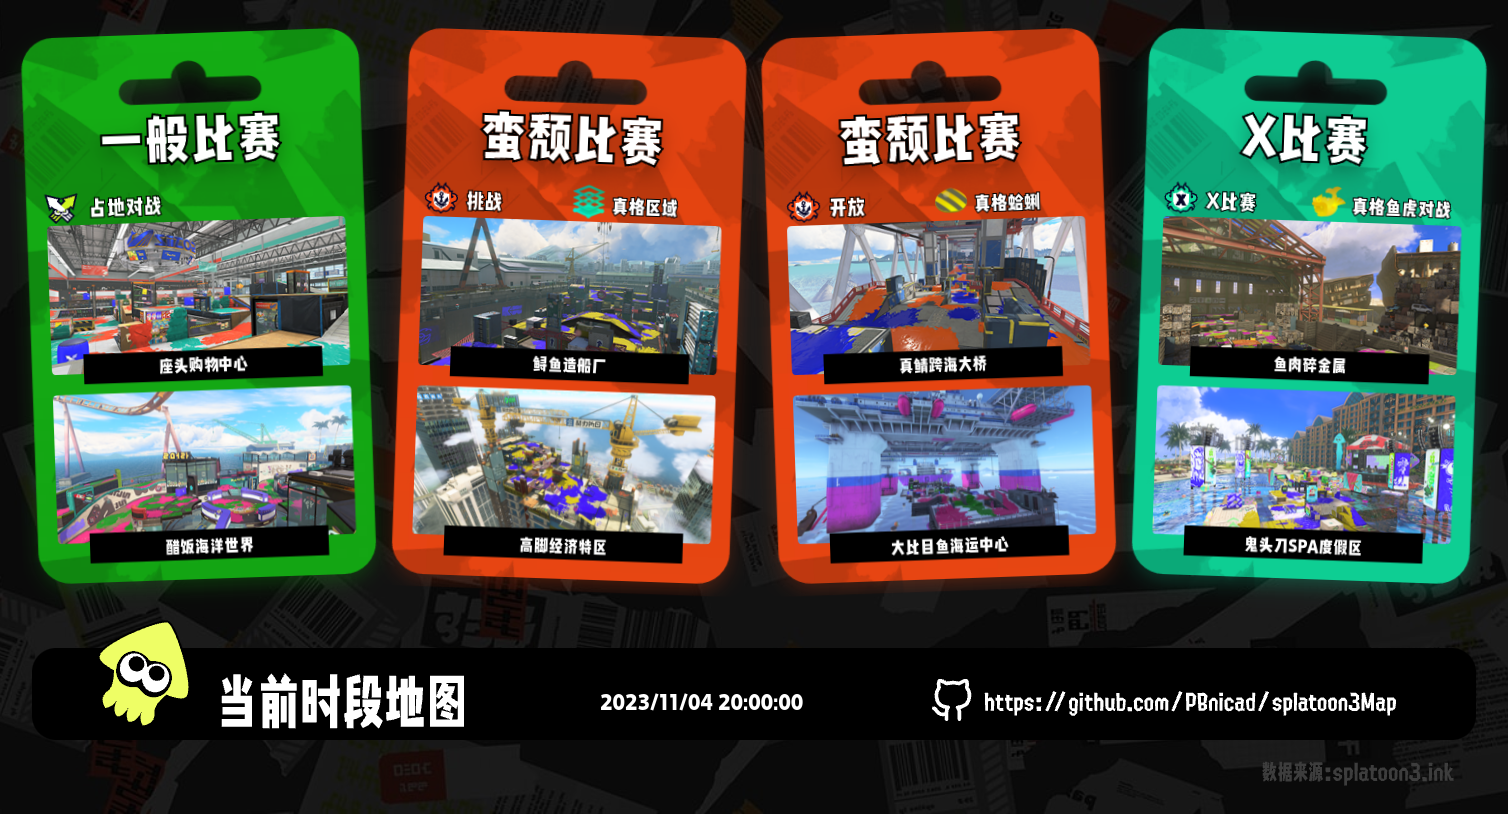 一般比赛
占地对战
座头购物中心
醋饭海洋世界
蛮颓比赛
挑战
真格区域
鲟鱼造船厂
高脚经济特区
蛮颓比赛
开放
真格蛤蜊
真鲭跨海大桥
大比目鱼海运中心
X比赛
X比赛
真格鱼虎对战
鱼肉碎金属
鬼头刀SPA度假区
当前时段地图
2023/11/04 20:00:00
https://github.com/PBnicad/splatoon3Map
数据来源:splatoon3.ink